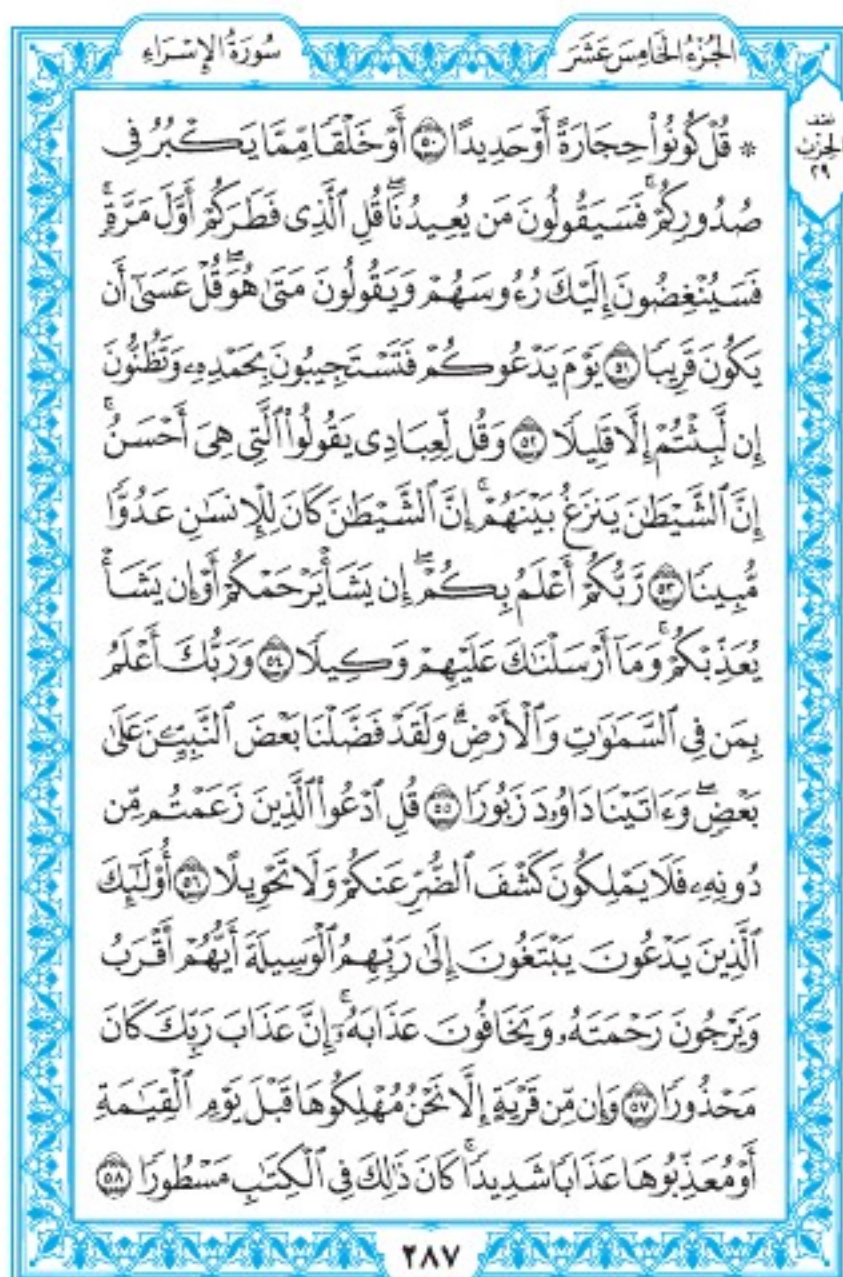 سُورَةُ الإِسْرَاءِ
الجُزْءُ الخَامِسَ عَشَرَ
نصف
الحِزْبِ
٢٩
* قُلْ كُونُوا۟ حِجَارَةً أَوْ حَدِيدًا ٥٠ أَوْ خَلْقًا مِّمَّا يَكْبُرُ فِى
صُدُورِكُمْ ۚ فَسَيَقُولُونَ مَن يُعِيدُنَا ۖ قُلِ ٱلَّذِى فَطَرَكُمْ أَوَّلَ مَرَّةٍ ۚ
فَسَيُنْغِضُونَ إِلَيْكَ رُءُوسَهُمْ وَيَقُولُونَ مَتَىٰ هُوَ ۖ قُلْ عَسَىٰٓ أَن
يَكُونَ قَرِيبًا ٥١ يَوْمَ يَدْعُوكُمْ فَتَسْتَجِيبُونَ بِحَمْدِهِۦ وَتَظُنُّونَ
إِن لَّبِثْتُمْ إِلَّا قَلِيلًا ٥٢ وَقُل لِّعِبَادِى يَقُولُوا۟ ٱلَّتِى هِىَ أَحْسَنُ ۚ
إِنَّ ٱلشَّيْطَٰنَ يَنزَغُ بَيْنَهُمْ ۚ إِنَّ ٱلشَّيْطَٰنَ كَانَ لِلْإِنسَٰنِ عَدُوًّا
مُّبِينًا ٥٣ رَّبُّكُمْ أَعْلَمُ بِكُمْ ۖ إِن يَشَأْ يَرْحَمْكُمْ أَوْ إِن يَشَأْ
يُعَذِّبْكُمْ ۚ وَمَآ أَرْسَلْنَٰكَ عَلَيْهِمْ وَكِيلًا ٥٤ وَرَبُّكَ أَعْلَمُ
بِمَن فِى ٱلسَّمَٰوَٰتِ وَٱلْأَرْضِ ۗ وَلَقَدْ فَضَّلْنَا بَعْضَ ٱلنَّبِيِّـۧنَ عَلَىٰ
بَعْضٍ ۖ وَءَاتَيْنَا دَاوُۥدَ زَبُورًا ٥٥ قُلِ ٱدْعُوا۟ ٱلَّذِينَ زَعَمْتُم مِّن
دُونِهِۦ فَلَا يَمْلِكُونَ كَشْفَ ٱلضُّرِّ عَنكُمْ وَلَا تَحْوِيلًا ٥٦ أُو۟لَٰٓئِكَ
ٱلَّذِينَ يَدْعُونَ يَبْتَغُونَ إِلَىٰ رَبِّهِمُ ٱلْوَسِيلَةَ أَيُّهُمْ أَقْرَبُ
وَيَرْجُونَ رَحْمَتَهُۥ وَيَخَافُونَ عَذَابَهُۥٓ ۚ إِنَّ عَذَابَ رَبِّكَ كَانَ
مَحْذُورًا ٥٧ وَإِن مِّن قَرْيَةٍ إِلَّا نَحْنُ مُهْلِكُوهَا قَبْلَ يَوْمِ ٱلْقِيَٰمَةِ
أَوْ مُعَذِّبُوهَا عَذَابًا شَدِيدًا ۚ كَانَ ذَٰلِكَ فِى ٱلْكِتَٰبِ مَسْطُورًا ٥٨
٢٨٧